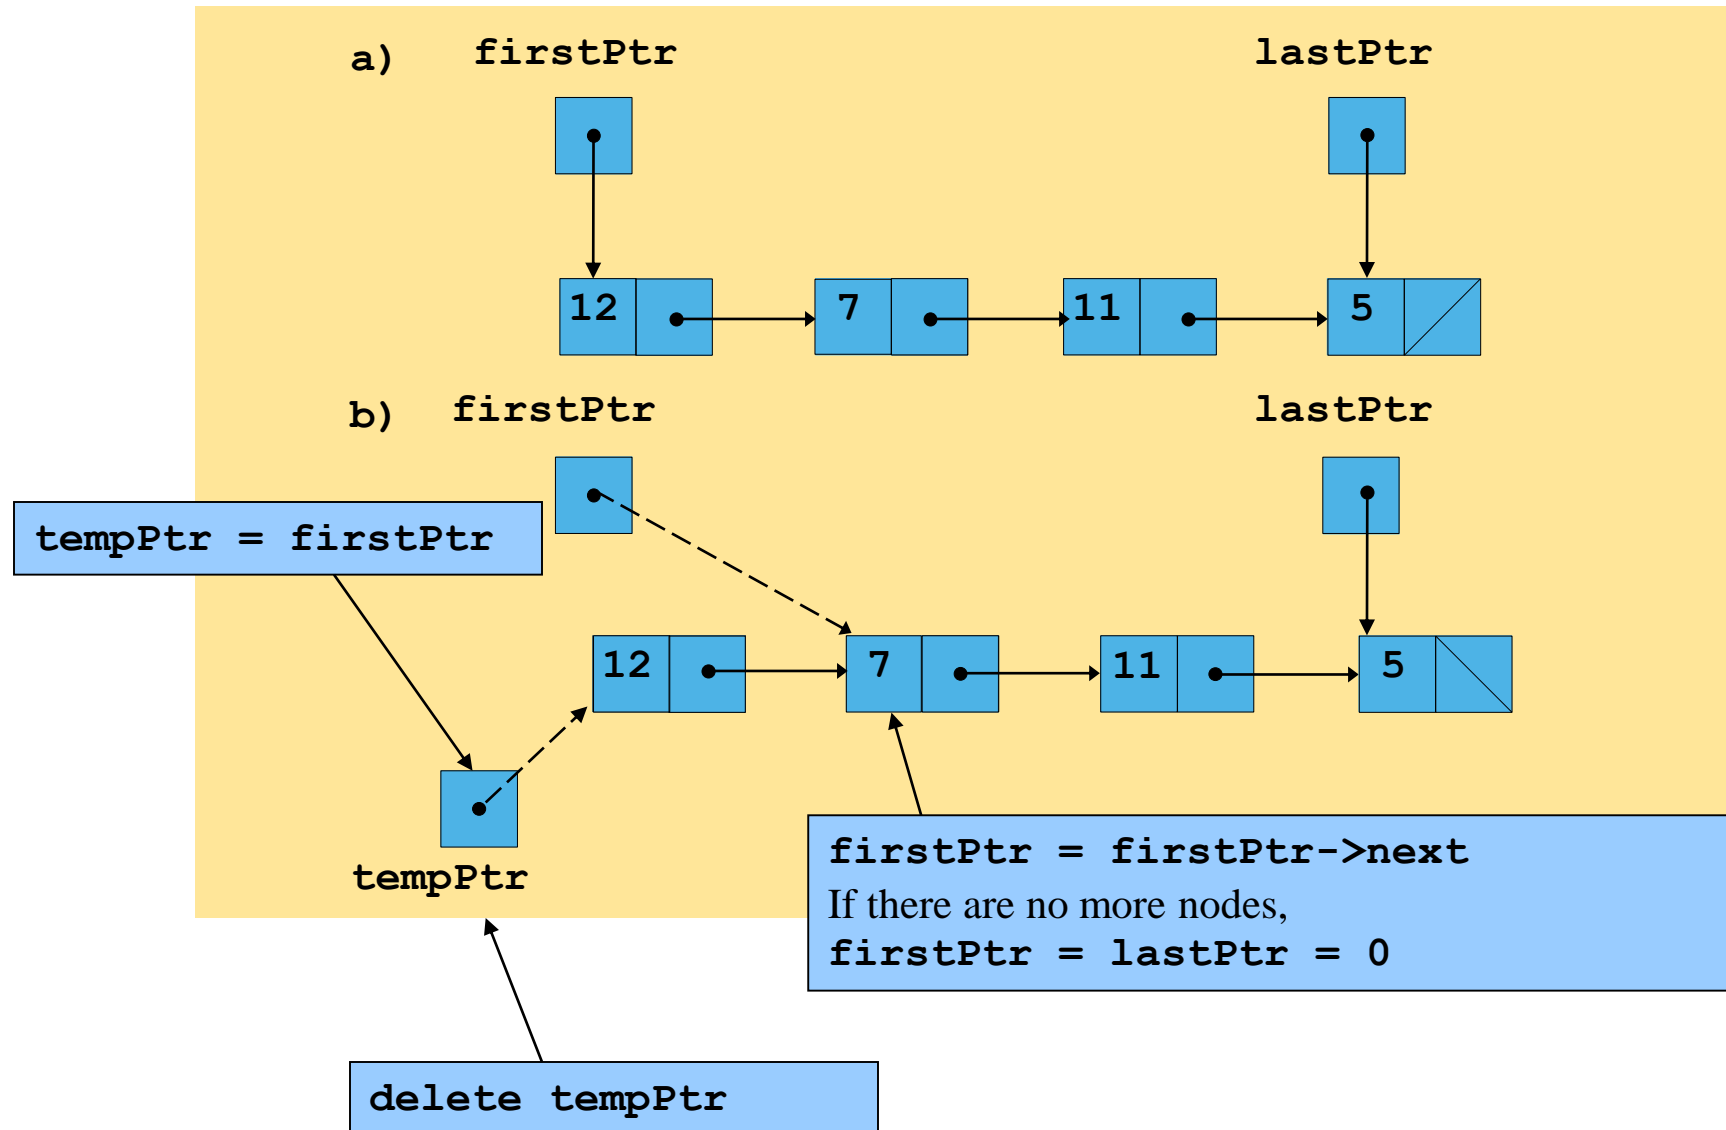 a) firstPtr lastPtr
12 7 11 5
b) firstPtr lastPtr
tempPtr = firstPtr
12 7 11 5
tempPtr
firstPtr = firstPtr->next
If there are no more nodes,
firstPtr = lastPtr = 0
delete tempPtr